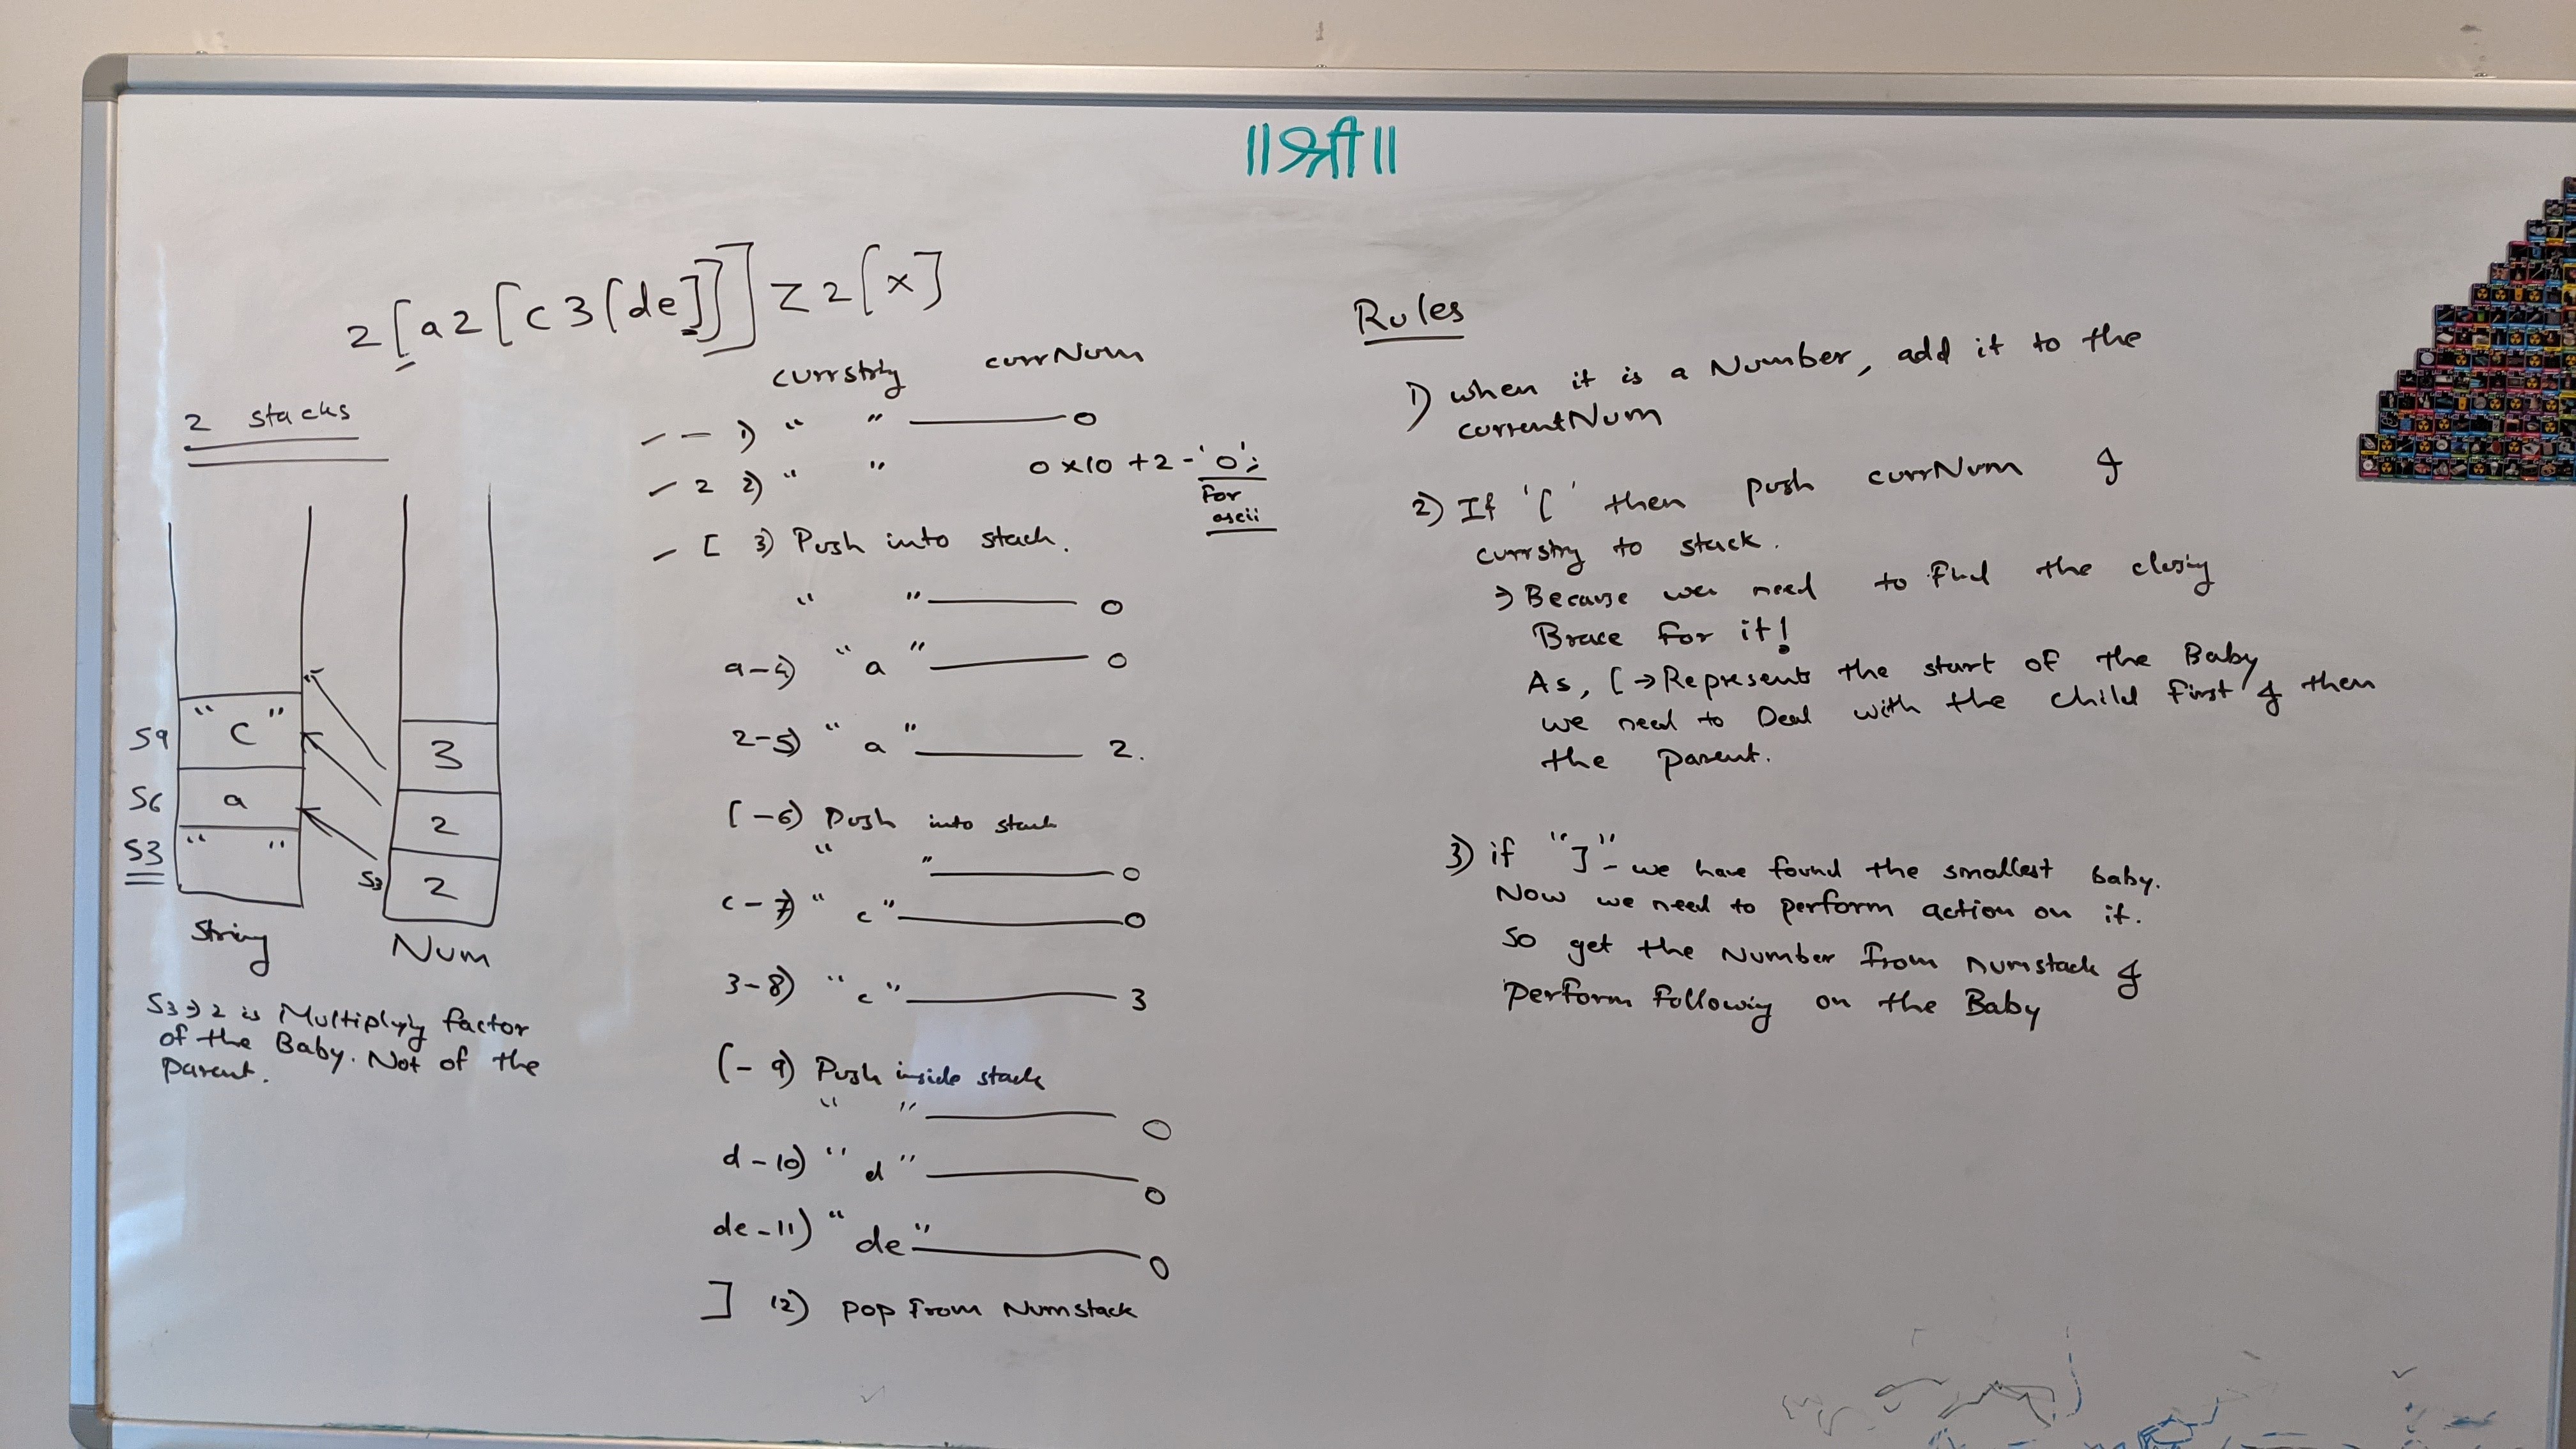 ॥श्री॥
2[a2[c3[de]]]z2[x]
2 stacks
currstrg currNum
– – 1) " " —— 0
– 2 2) " " 0x10 +2 -'0';
For
ascii
– [ 3) Push into stack.
" " —— 0
a-4) "a" —— 0
2-5) "a" —— 2.
[-6) Push into stack
" " —— 0
c-7) "c" —— 0
3-8) "c" —— 3
[-9) Push inside stack
" " —— 0
d-10) "d" —— 0
de-11) "de" —— 0
] 12) pop from Numstack
S9 "c" 3
S6 a 2
S3 " " S3 2
String Num
S3→2 is Multiplyig factor
of the Baby. Not of the
parent.
Rules
1) when it is a Number, add it to the
currentNum
2) If '[' then push currNum &
currstrg to stack.
→ Because we need to find the closig
Brace for it!
As, [→Represents the start of the Baby
we need to Deal with the child first & then
the parent.
3) if "]"- we have found the smallest baby.
Now we need to perform action on it.
So get the Number from numstack &
perform followig on the Baby